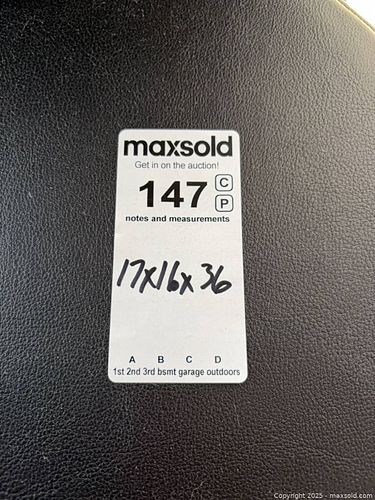 maxsold
Get in on the auction!
147 C
P
notes and measurements
17x16x36
A B C D
1st 2nd 3rd bsmt garage outdoors
Copyright 2025 - maxsold.com